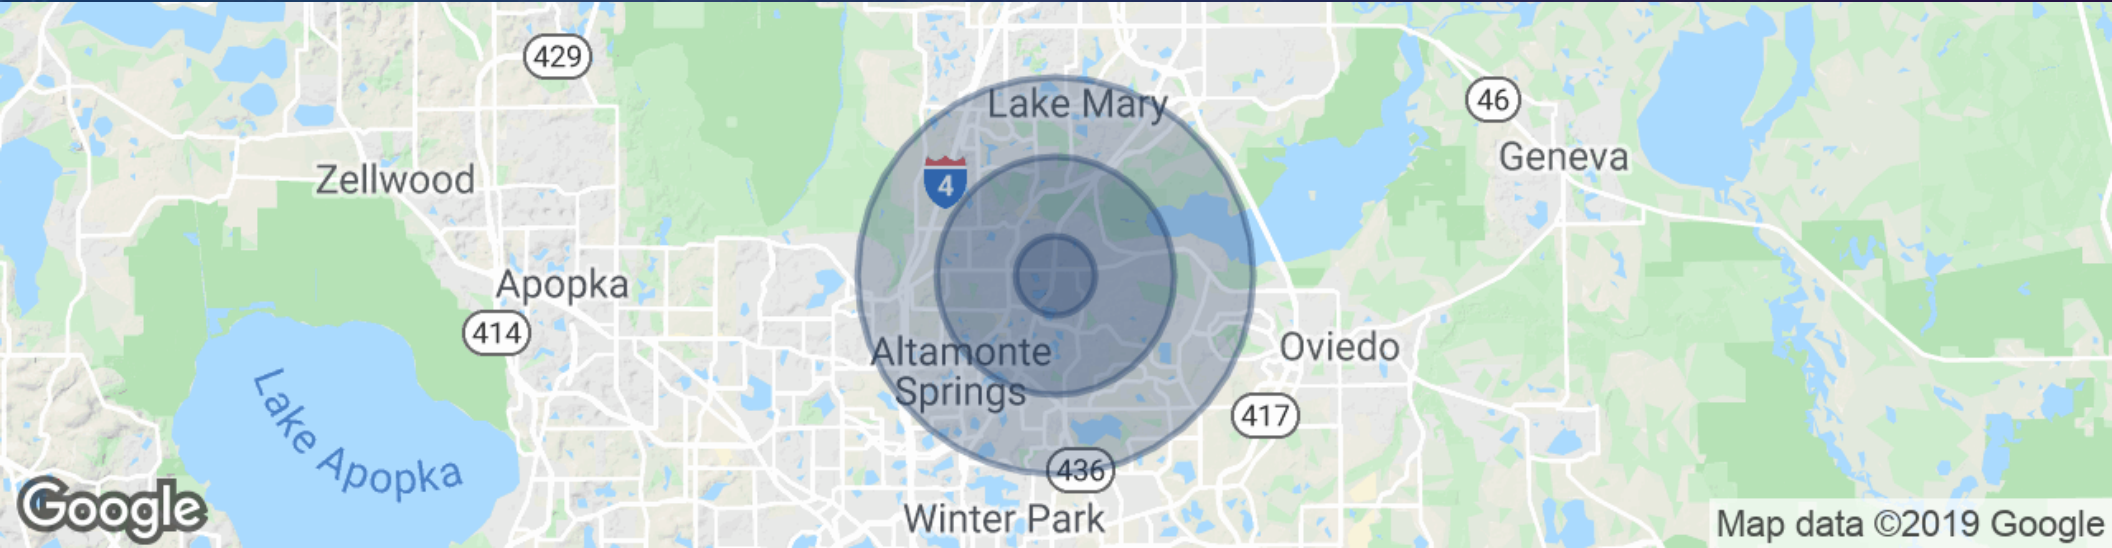 429
Lake Mary
46
Geneva
4
Zellwood
Apopka
414
Altamonte
Springs
Oviedo
Lake Apopka
417
436
Winter Park
Google
Map data ©2019 Google